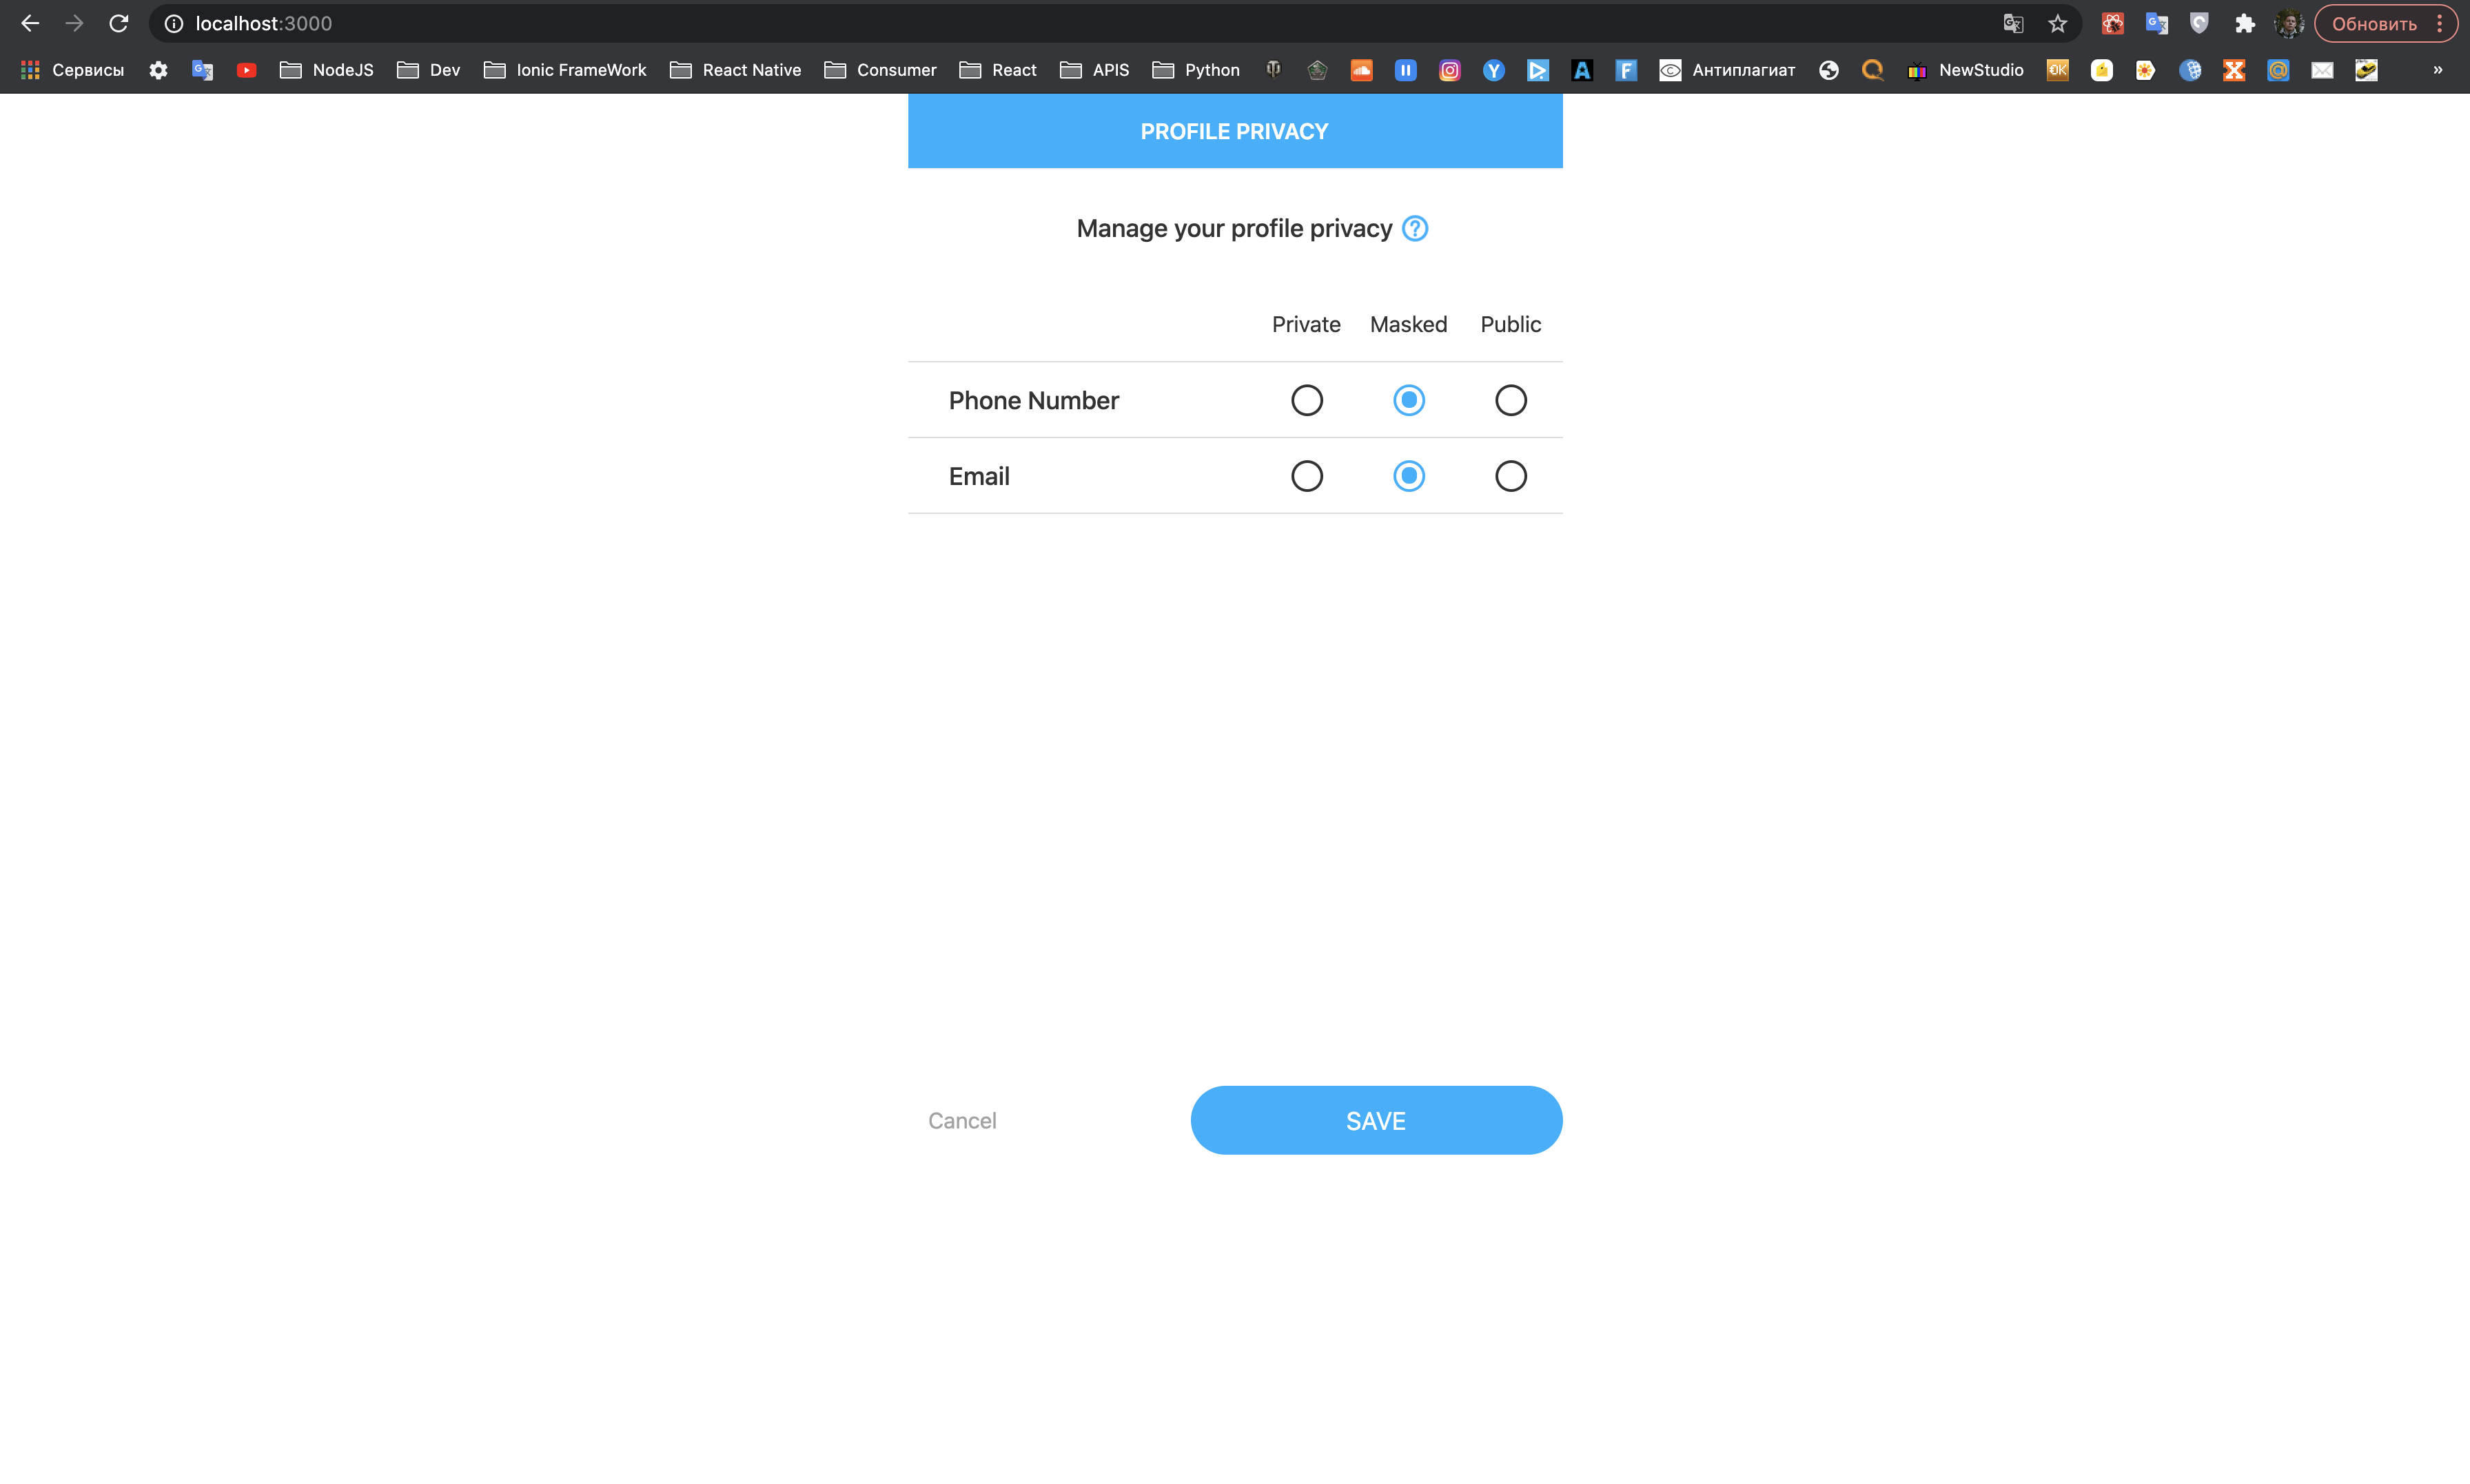 localhost:3000
Обновить
Сервисы NodeJS Dev Ionic FrameWork React Native Consumer React APIS Python Антиплагиат NewStudio »
PROFILE PRIVACY
Manage your profile privacy ?
Private Masked Public
Phone Number
Email
Cancel SAVE